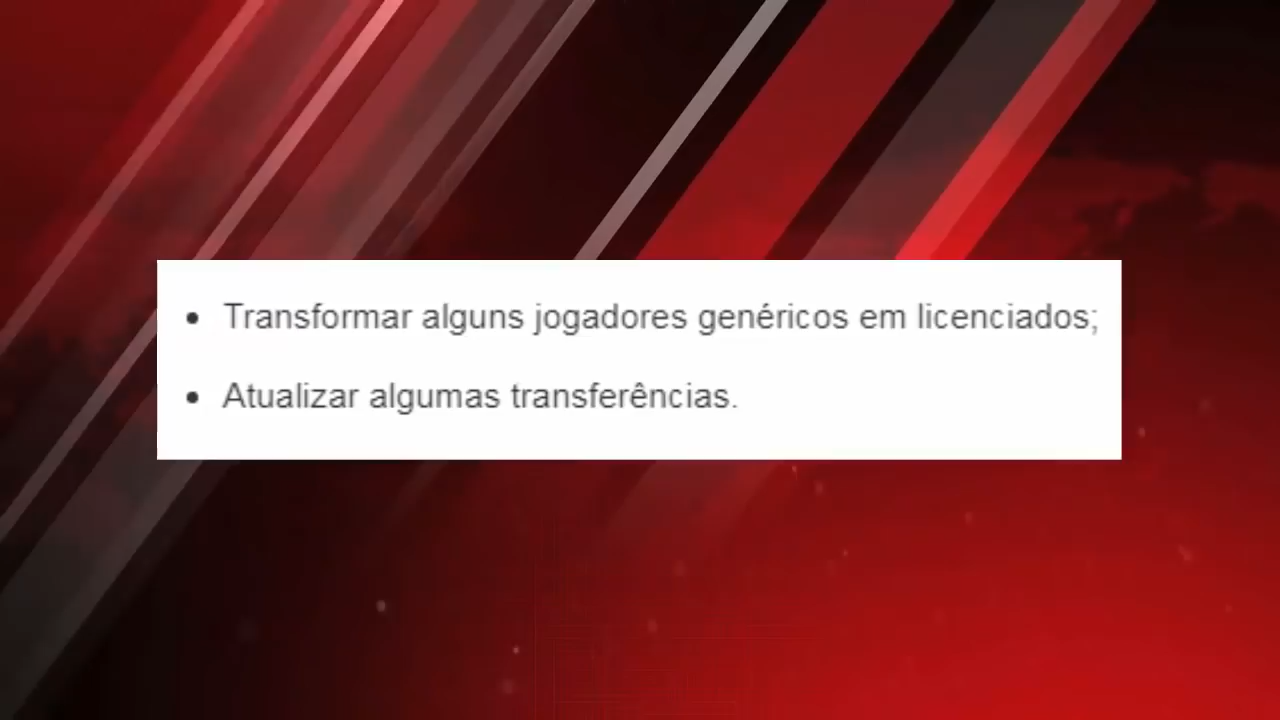 • Transformar alguns jogadores genéricos em licenciados;
• Atualizar algumas transferências.